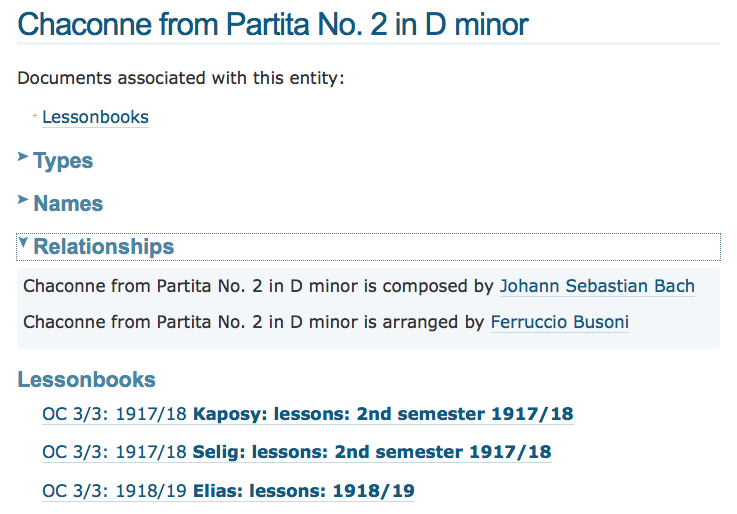 Chaconne from Partita No. 2 in D minor
Documents associated with this entity:
Lessonbooks
Types
Names
Relationships
Chaconne from Partita No. 2 in D minor is composed by Johann Sebastian Bach
Chaconne from Partita No. 2 in D minor is arranged by Ferruccio Busoni
Lessonbooks
OC 3/3: 1917/18 Kaposy: lessons: 2nd semester 1917/18
OC 3/3: 1917/18 Selig: lessons: 2nd semester 1917/18
OC 3/3: 1918/19 Elias: lessons: 1918/19